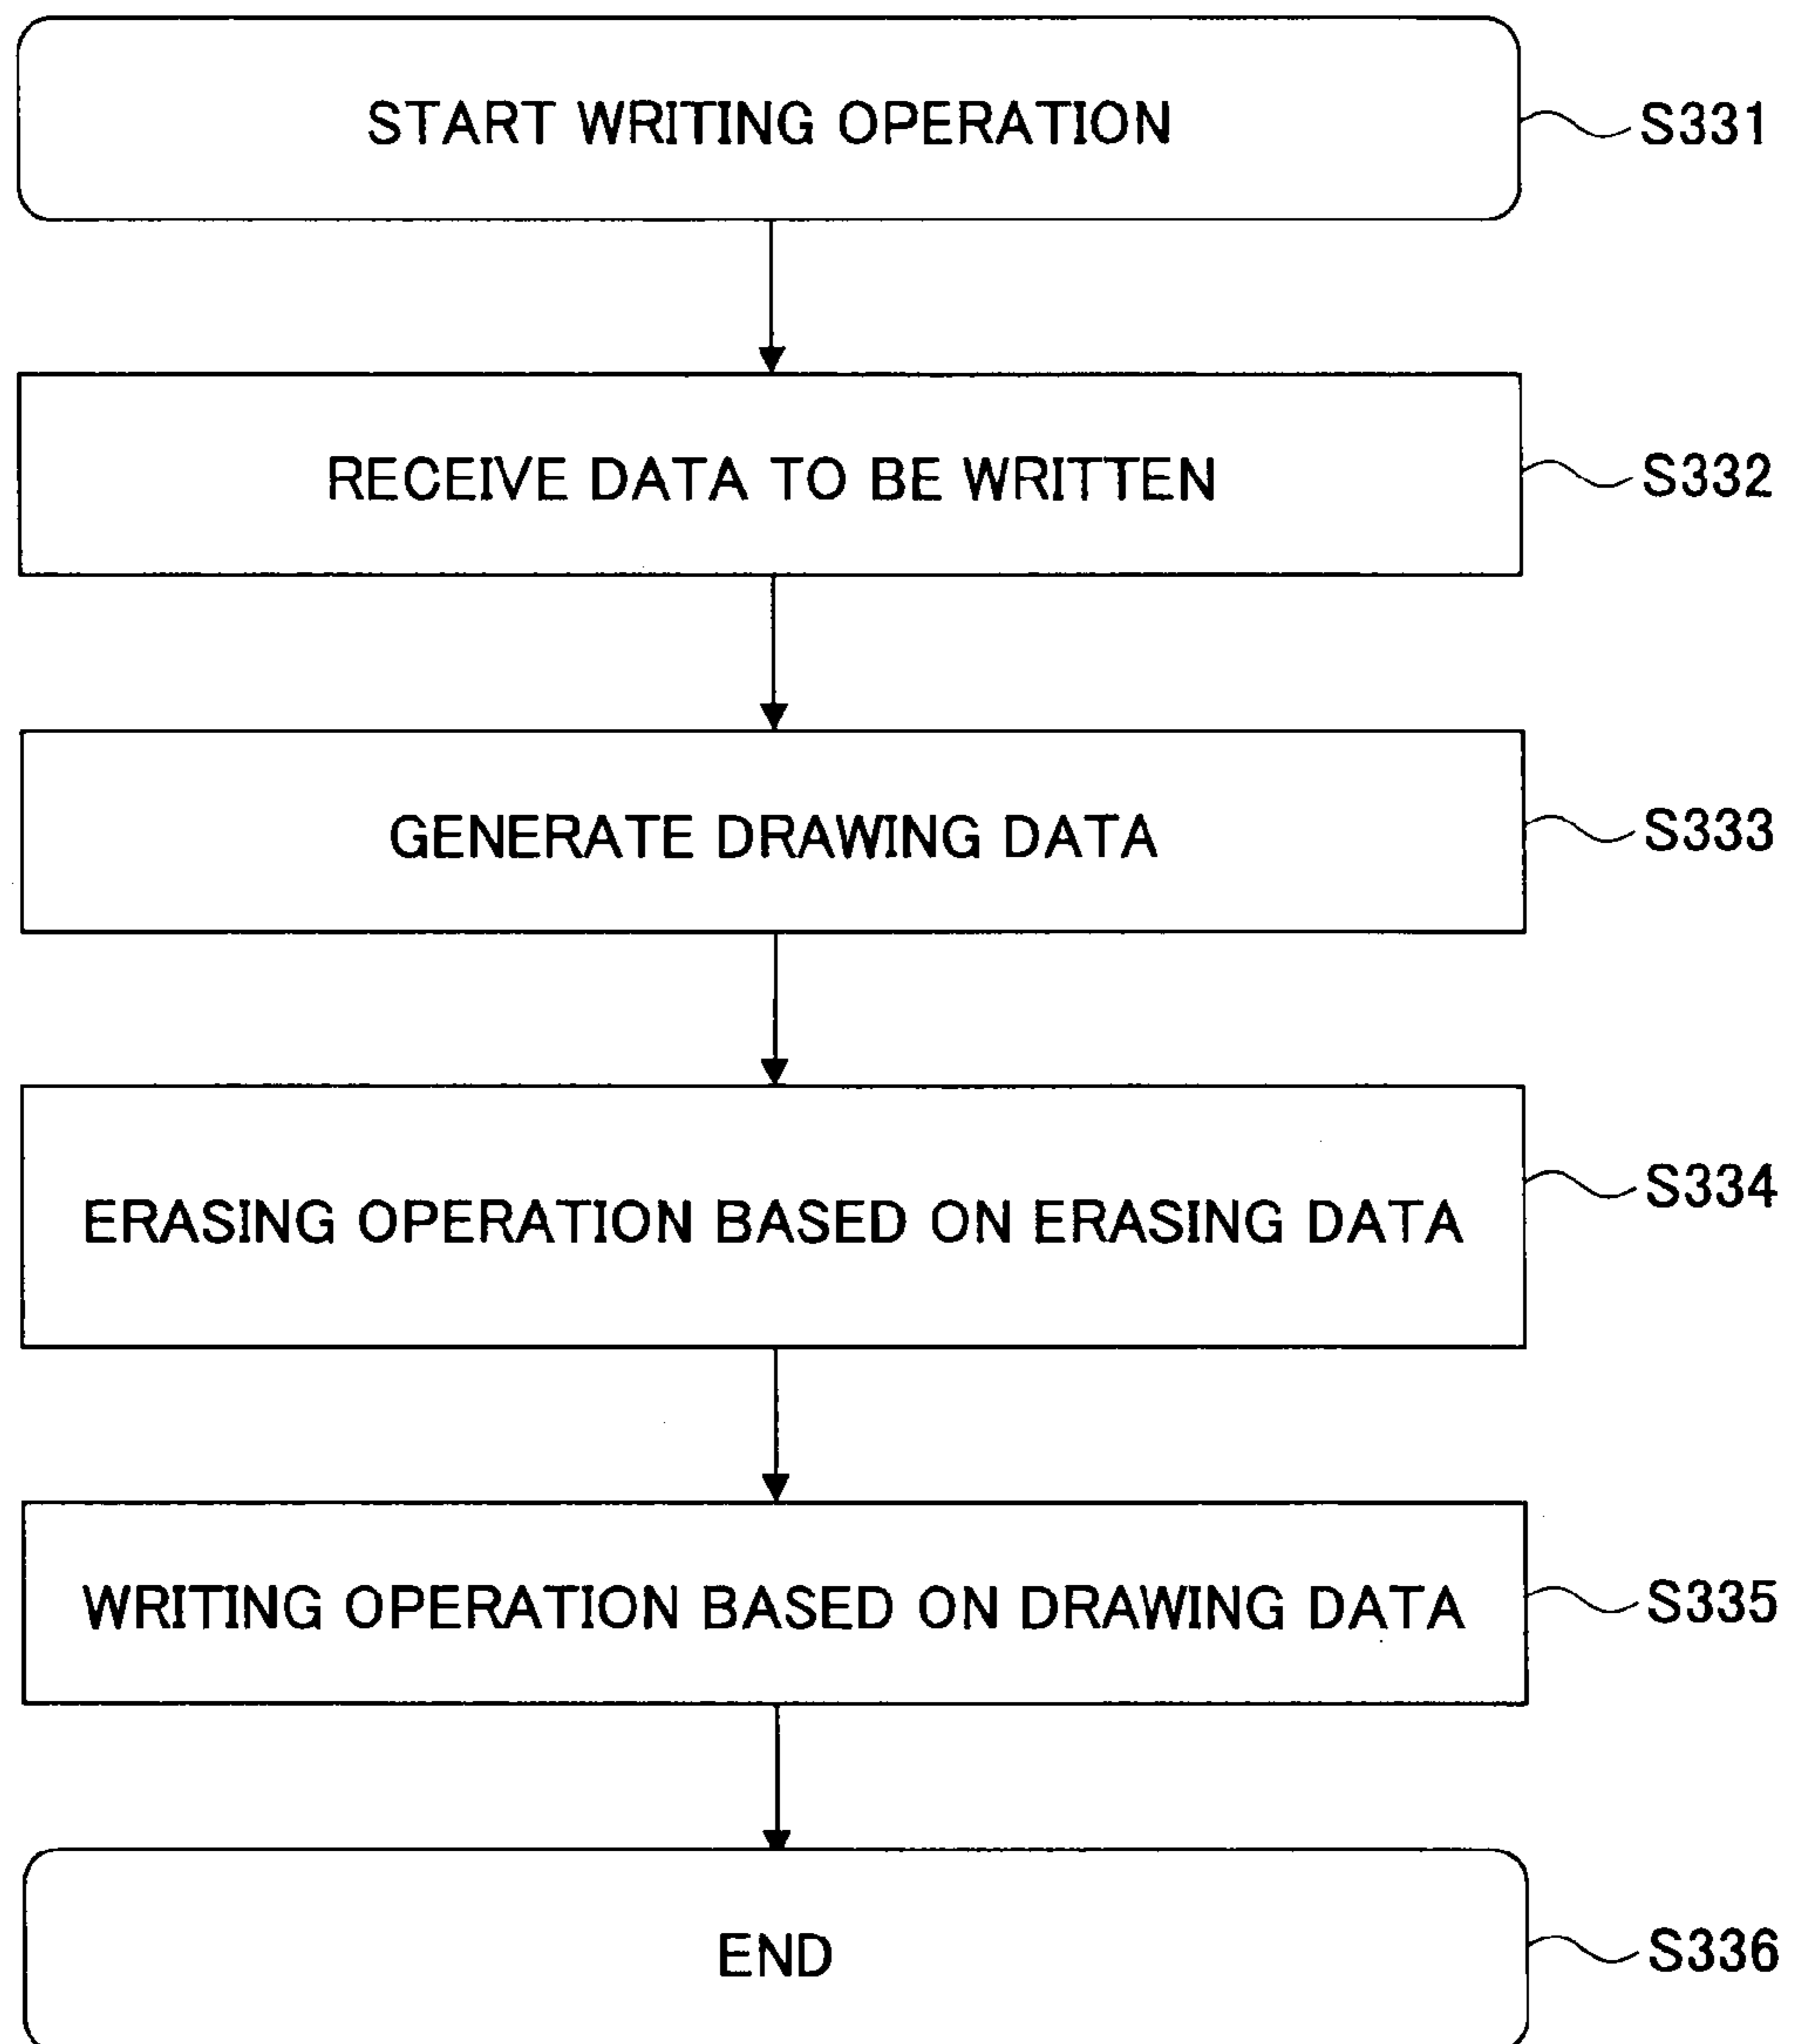 START WRITING OPERATION S331
RECEIVE DATA TO BE WRITTEN S332
GENERATE DRAWING DATA S333
ERASING OPERATION BASED ON ERASING DATA S334
WRITING OPERATION BASED ON DRAWING DATA S335
END S336